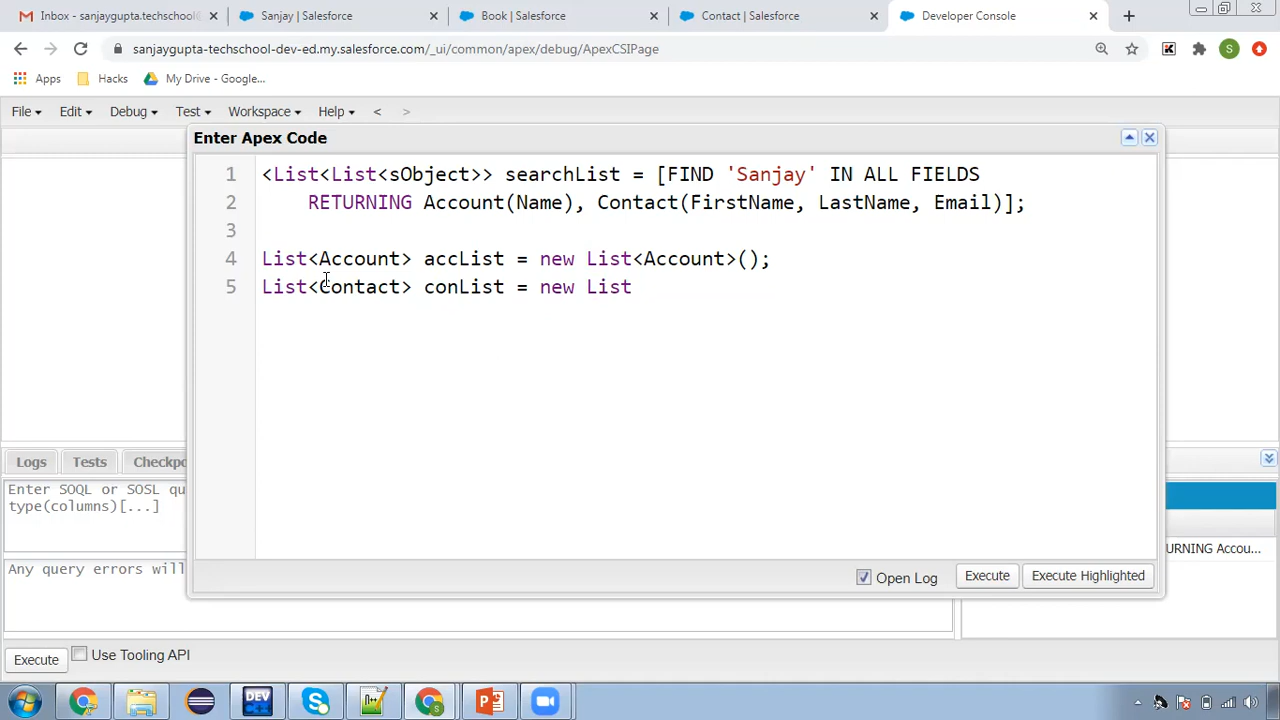 Inbox - sanjaygupta.techschool
Sanjay | Salesforce
Book | Salesforce
Contact | Salesforce
Developer Console
sanjaygupta-techschool-dev-ed.my.salesforce.com/_ui/common/apex/debug/ApexCSIPage
S
Apps
Hacks
My Drive - Google...
File
Edit
Debug
Test
Workspace
Help
<
>
Enter Apex Code
1 <List<List<sObject>> searchList = [FIND 'Sanjay' IN ALL FIELDS
2 RETURNING Account(Name), Contact(FirstName, LastName, Email)];
3
4 List<Account> accList = new List<Account>();
5 List<Contact> conList = new List
Logs
Tests
Checkpo
Enter SOQL or SOSL qu
type(columns)[...]
URNING Accou...
Any query errors will
Open Log
Execute
Execute Highlighted
Execute
Use Tooling API